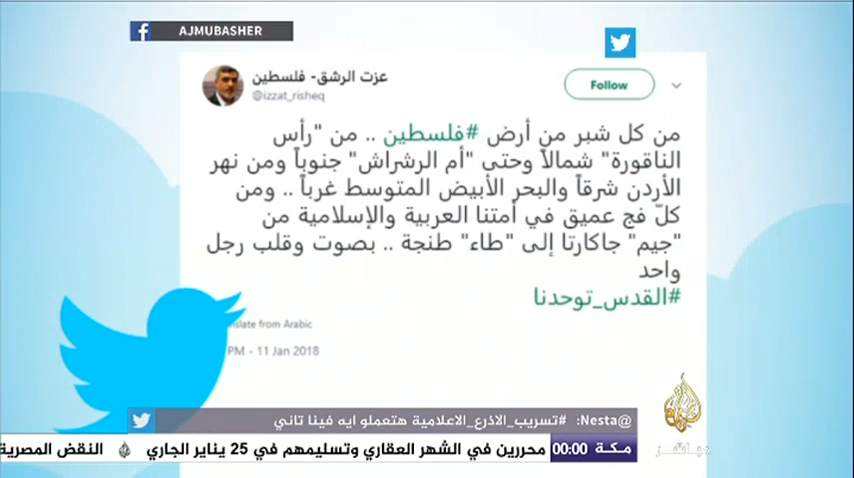 AJMUBASHER
عزت الرشق- فلسطين
@izzat_risheq
Follow
من كل شبر من أرض #فلسطين .. من "رأس
الناقورة" شمالاً وحتى "أم الرشراش" جنوباً ومن نهر
الأردن شرقاً والبحر الأبيض المتوسط غرباً .. ومن
كلّ فج عميق في أمتنا العربية والإسلامية من
"جيم" جاكارتا إلى "طاء" طنجة .. بصوت وقلب رجل
واحد
#القدس_توحدنا
nslate from Arabic
PM - 11 Jan 2018
@Nesta: #تسريب_الاذرع_الاعلامية هتعملو ايه فينا تاني
مكة 00:00 محررين في الشهر العقاري وتسليمهم في 25 يناير الجاري النقض المصرية
مباشر